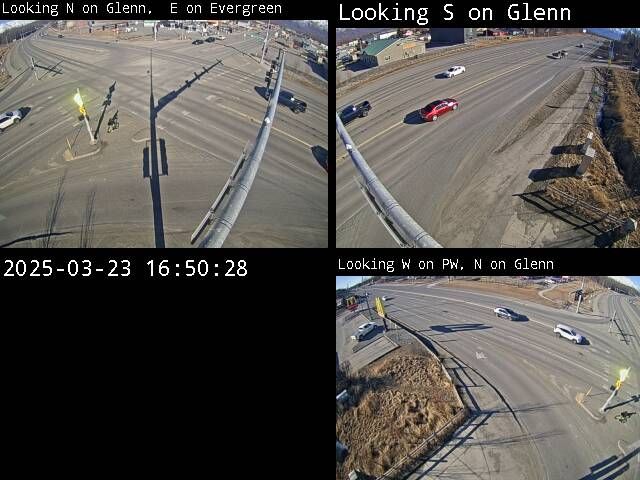 Looking N on Glenn,  E on Evergreen
Looking S on Glenn
2025-03-23 16:50:28
Looking W on PW, N on Glenn